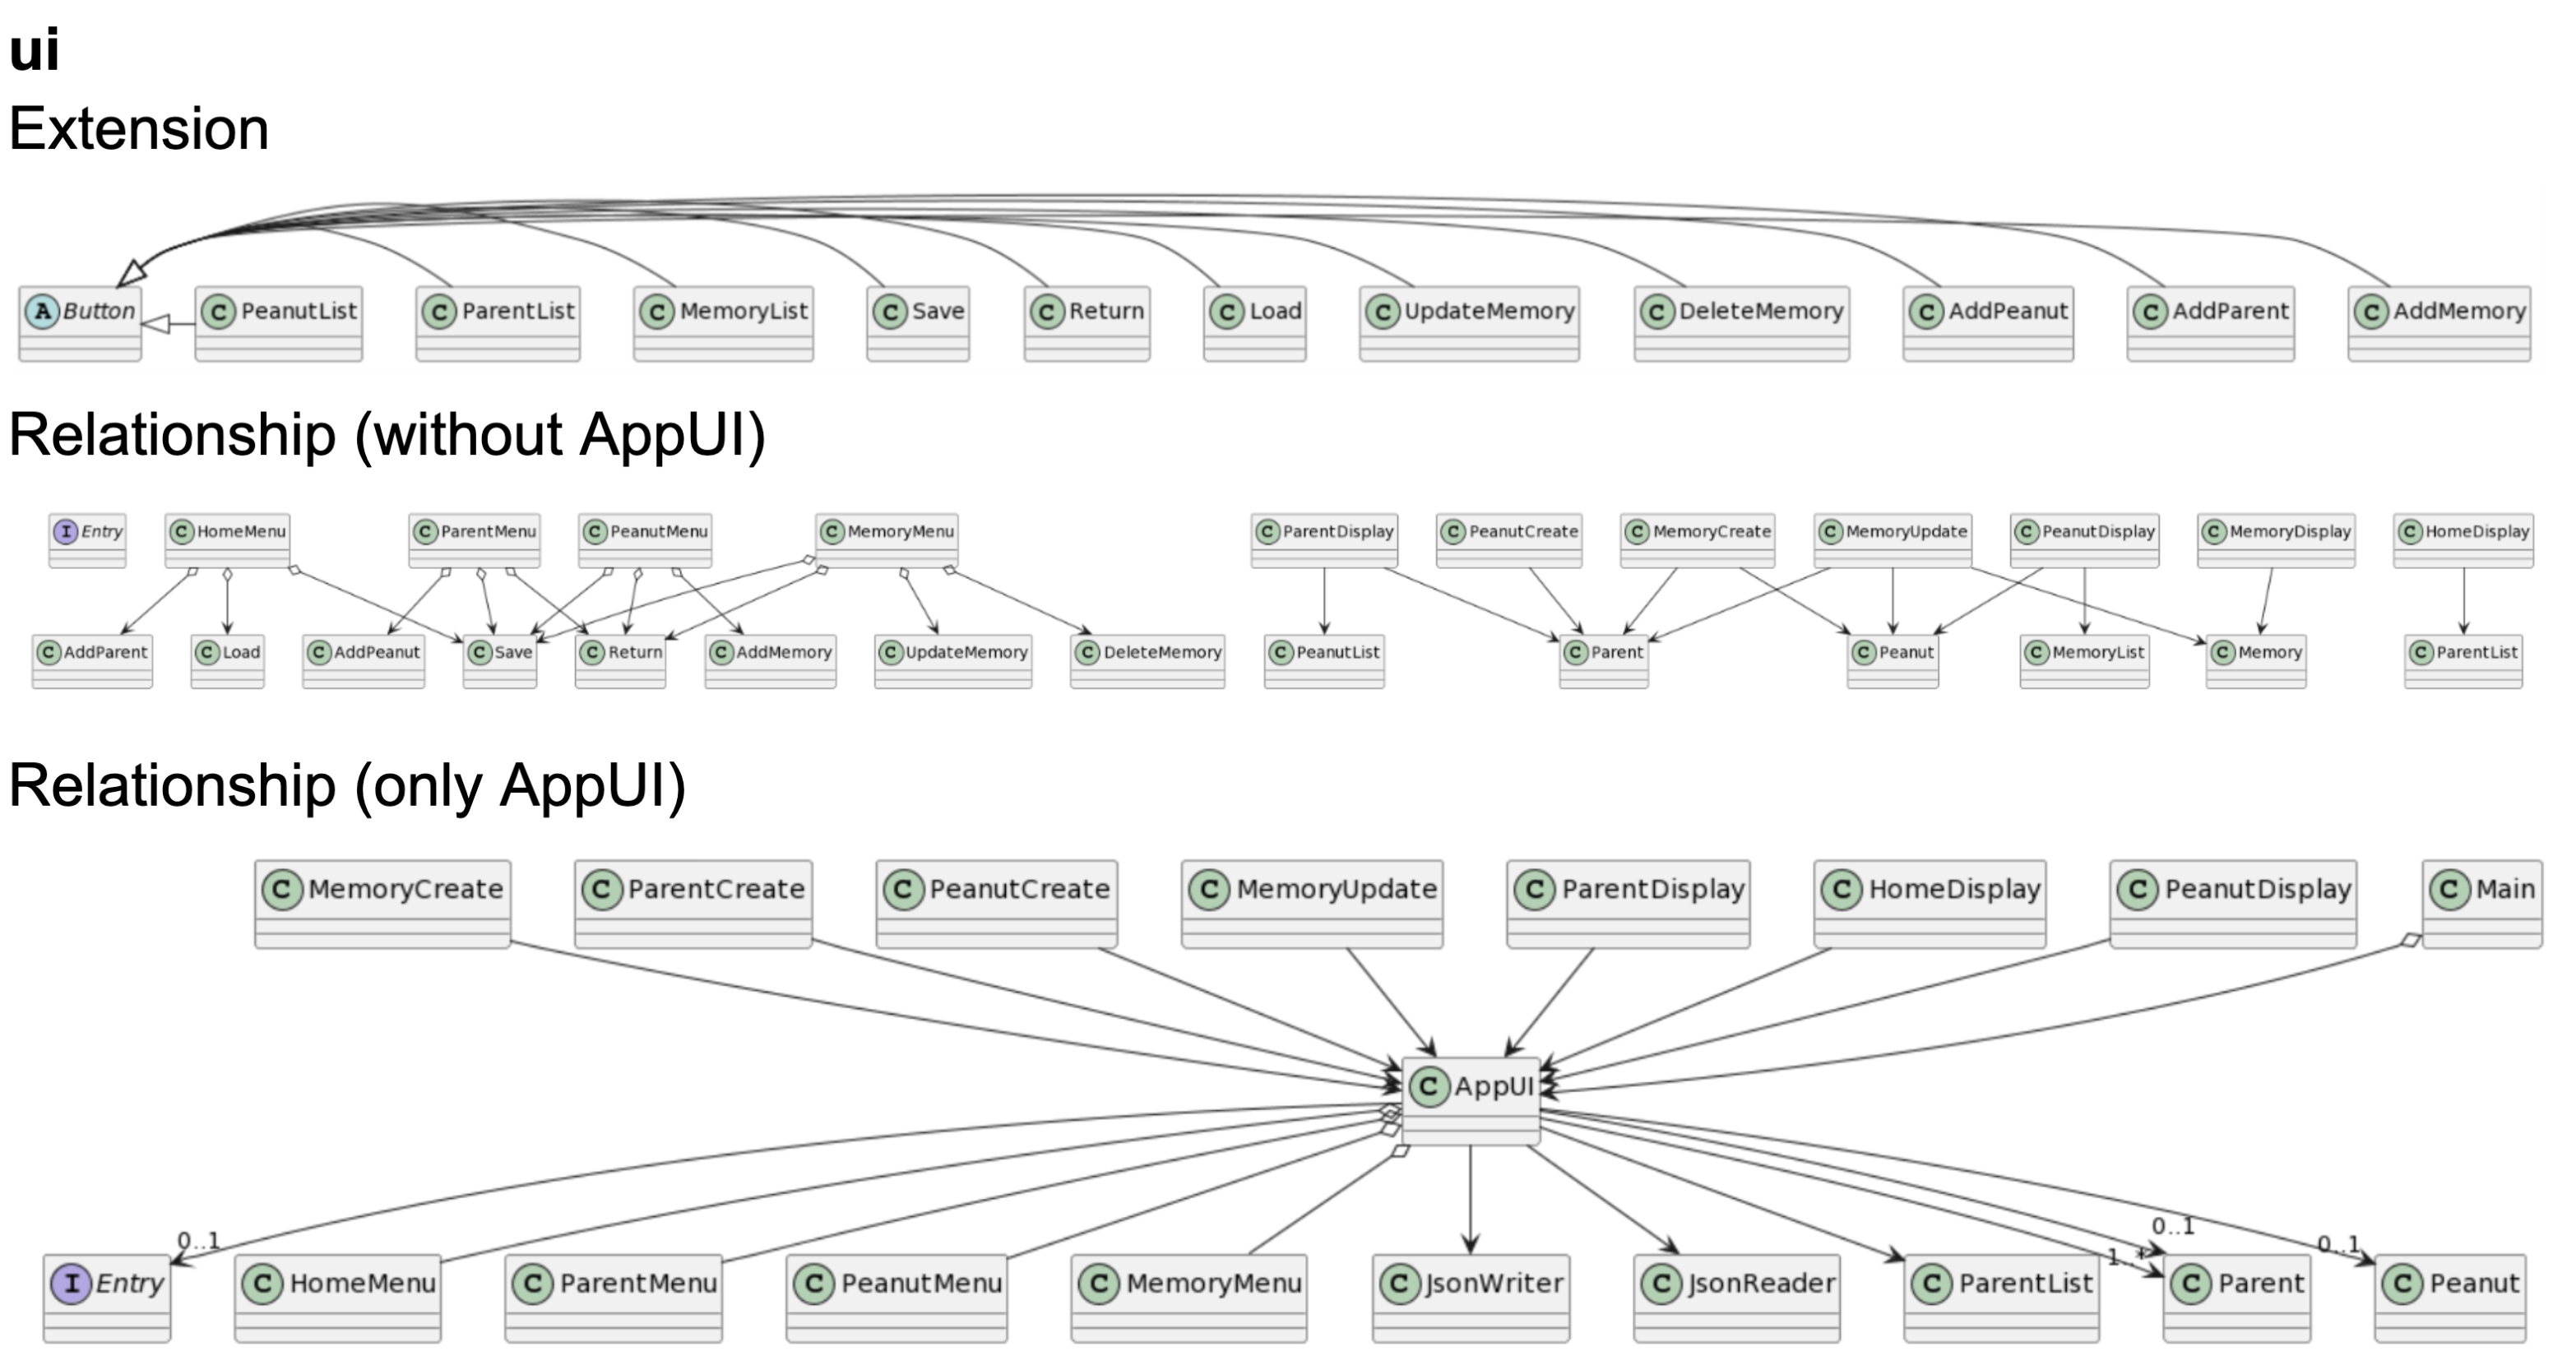 ui
Extension
A Button
C PeanutList
C ParentList
C MemoryList
C Save
C Return
C Load
C UpdateMemory
C DeleteMemory
C AddPeanut
C AddParent
C AddMemory
Relationship (without AppUI)
I Entry
C HomeMenu
C ParentMenu
C PeanutMenu
C MemoryMenu
C ParentDisplay
C PeanutCreate
C MemoryCreate
C MemoryUpdate
C PeanutDisplay
C MemoryDisplay
C HomeDisplay
C AddParent
C Load
C AddPeanut
C Save
C Return
C AddMemory
C UpdateMemory
C DeleteMemory
C PeanutList
C Parent
C Peanut
C MemoryList
C Memory
C ParentList
Relationship (only AppUI)
C MemoryCreate
C ParentCreate
C PeanutCreate
C MemoryUpdate
C ParentDisplay
C HomeDisplay
C PeanutDisplay
C Main
C AppUI
0..1
0..1
0..1
1..*
I Entry
C HomeMenu
C ParentMenu
C PeanutMenu
C MemoryMenu
C JsonWriter
C JsonReader
C ParentList
C Parent
C Peanut